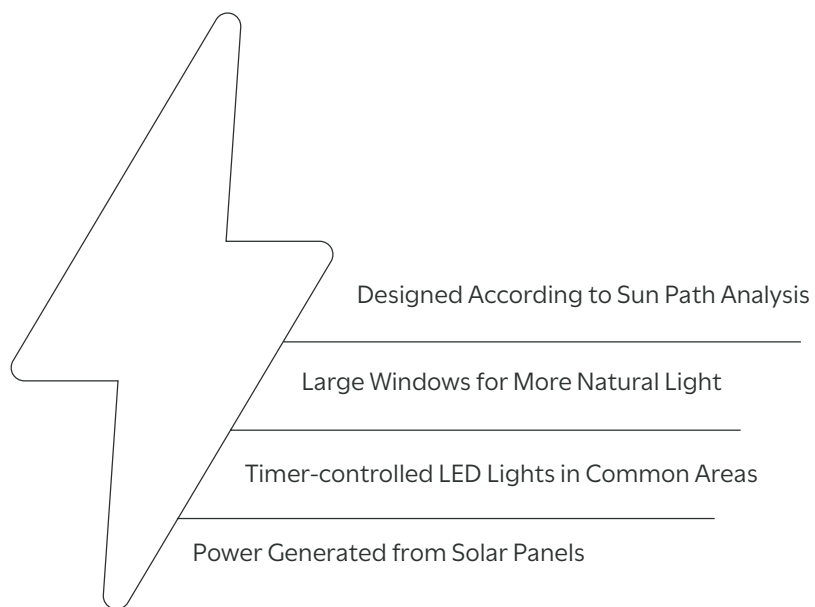 Designed According to Sun Path Analysis
Large Windows for More Natural Light
Timer-controlled LED Lights in Common Areas
Power Generated from Solar Panels